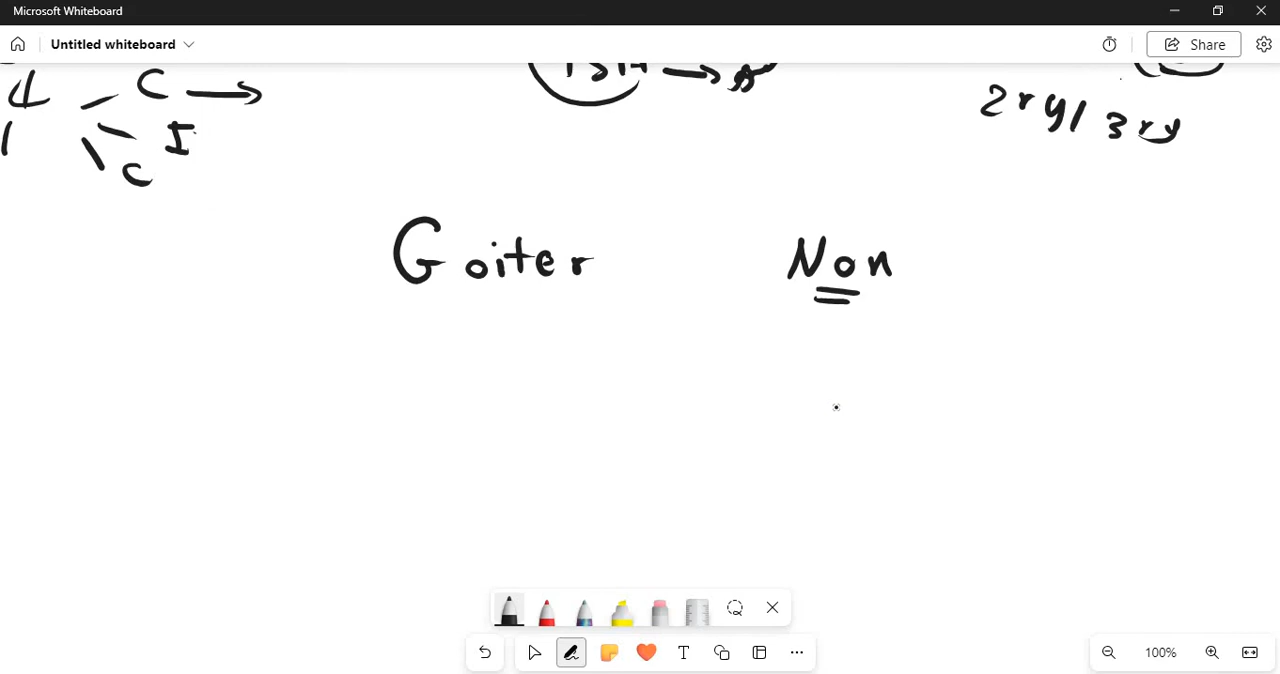 Microsoft Whiteboard
Untitled whiteboard
Share
C
I
C
2ry/3ry
Goiter Non
T
100%